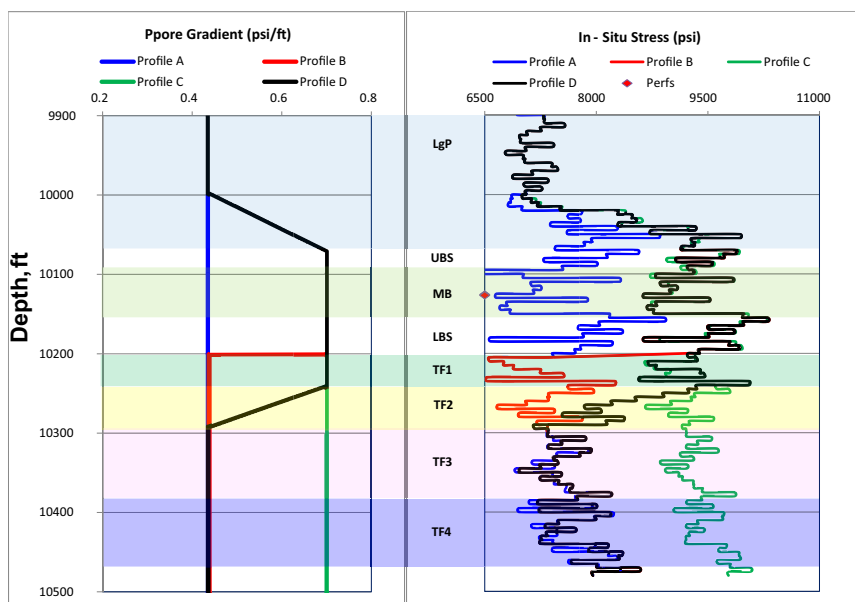 Ppore Gradient (psi/ft)
Profile A
Profile B
Profile C
Profile D
0.2 0.4 0.6 0.8
Depth, ft
9900
10000
10100
10200
10300
10400
10500
In - Situ Stress (psi)
Profile A Profile B Profile C
Profile D Perfs
6500 8000 9500 11000
LgP
UBS
MB
LBS
TF1
TF2
TF3
TF4